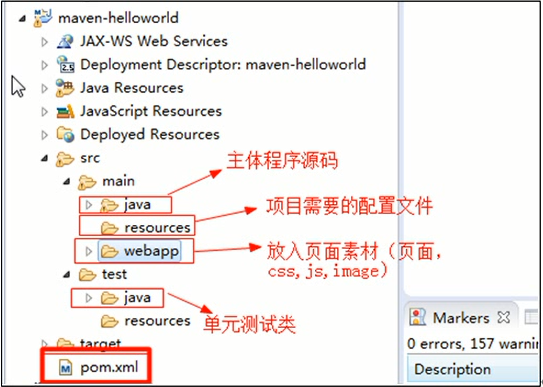 maven-helloworld
JAX-WS Web Services
Deployment Descriptor: maven-helloworld
Java Resources
JavaScript Resources
Deployed Resources
src
主体程序源码
main
java
项目需要的配置文件
resources
webapp
放入页面素材（页面，
css,js,image）
test
java
单元测试类
resources
target
pom.xml
Markers
0 errors, 157 warnin
Description